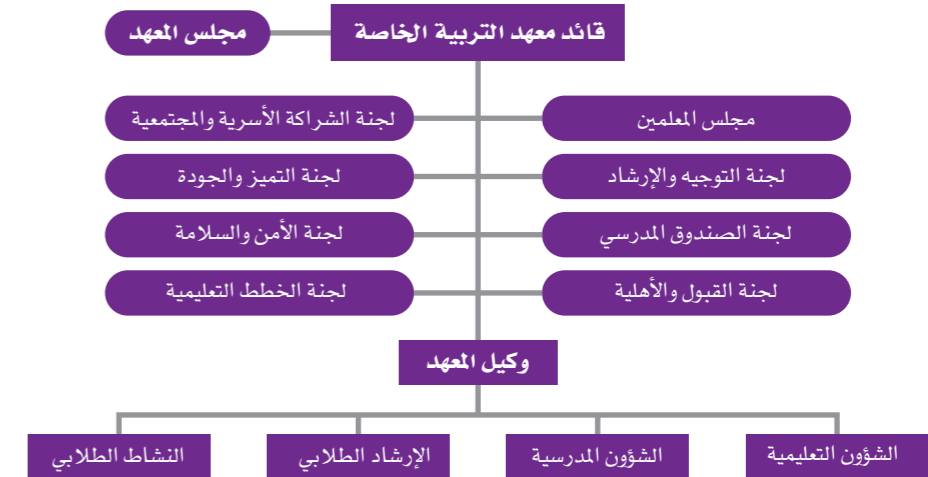 قائد معهد التربية الخاصة
مجلس المعهد
مجلس المعلمين
لجنة الشراكة الأسرية والمجتمعية
لجنة التوجيه والإرشاد
لجنة التميز والجودة
لجنة الصندوق المدرسي
لجنة الأمن والسلامة
لجنة القبول والأهلية
لجنة الخطط التعليمية
وكيل المعهد
الشؤون التعليمية
الشؤون المدرسية
الإرشاد الطلابي
النشاط الطلابي